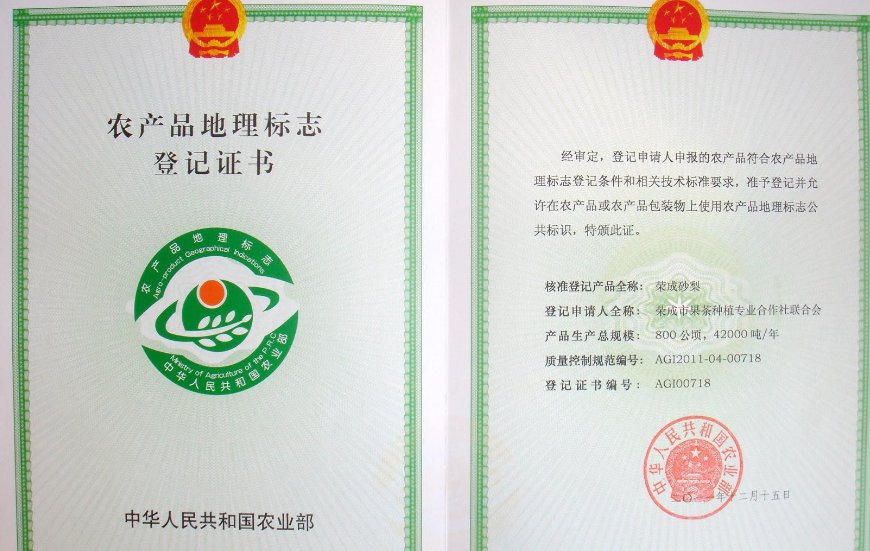 农产品地理标志
登记证书
农产品地理标志
Agro-product Geographical Indications
Ministry of Agriculture of the P.R.C
中华人民共和国农业部
中华人民共和国农业部
经审定，登记申请人申报的农产品符合农产品地
理标志登记条件和相关技术标准要求，准予登记并允
许在农产品或农产品包装物上使用农产品地理标志公
共标识，特颁此证。
核准登记产品全称： 荣成砂梨
登记申请人全称： 荣成市果茶种植专业合作社联合会
产品生产总规模： 800公顷，42000吨/年
质量控制规范编号： AGI2011-04-00718
登记证书编号： AGI00718
中华人民共和国农业部
二〇一一年十二月十五日